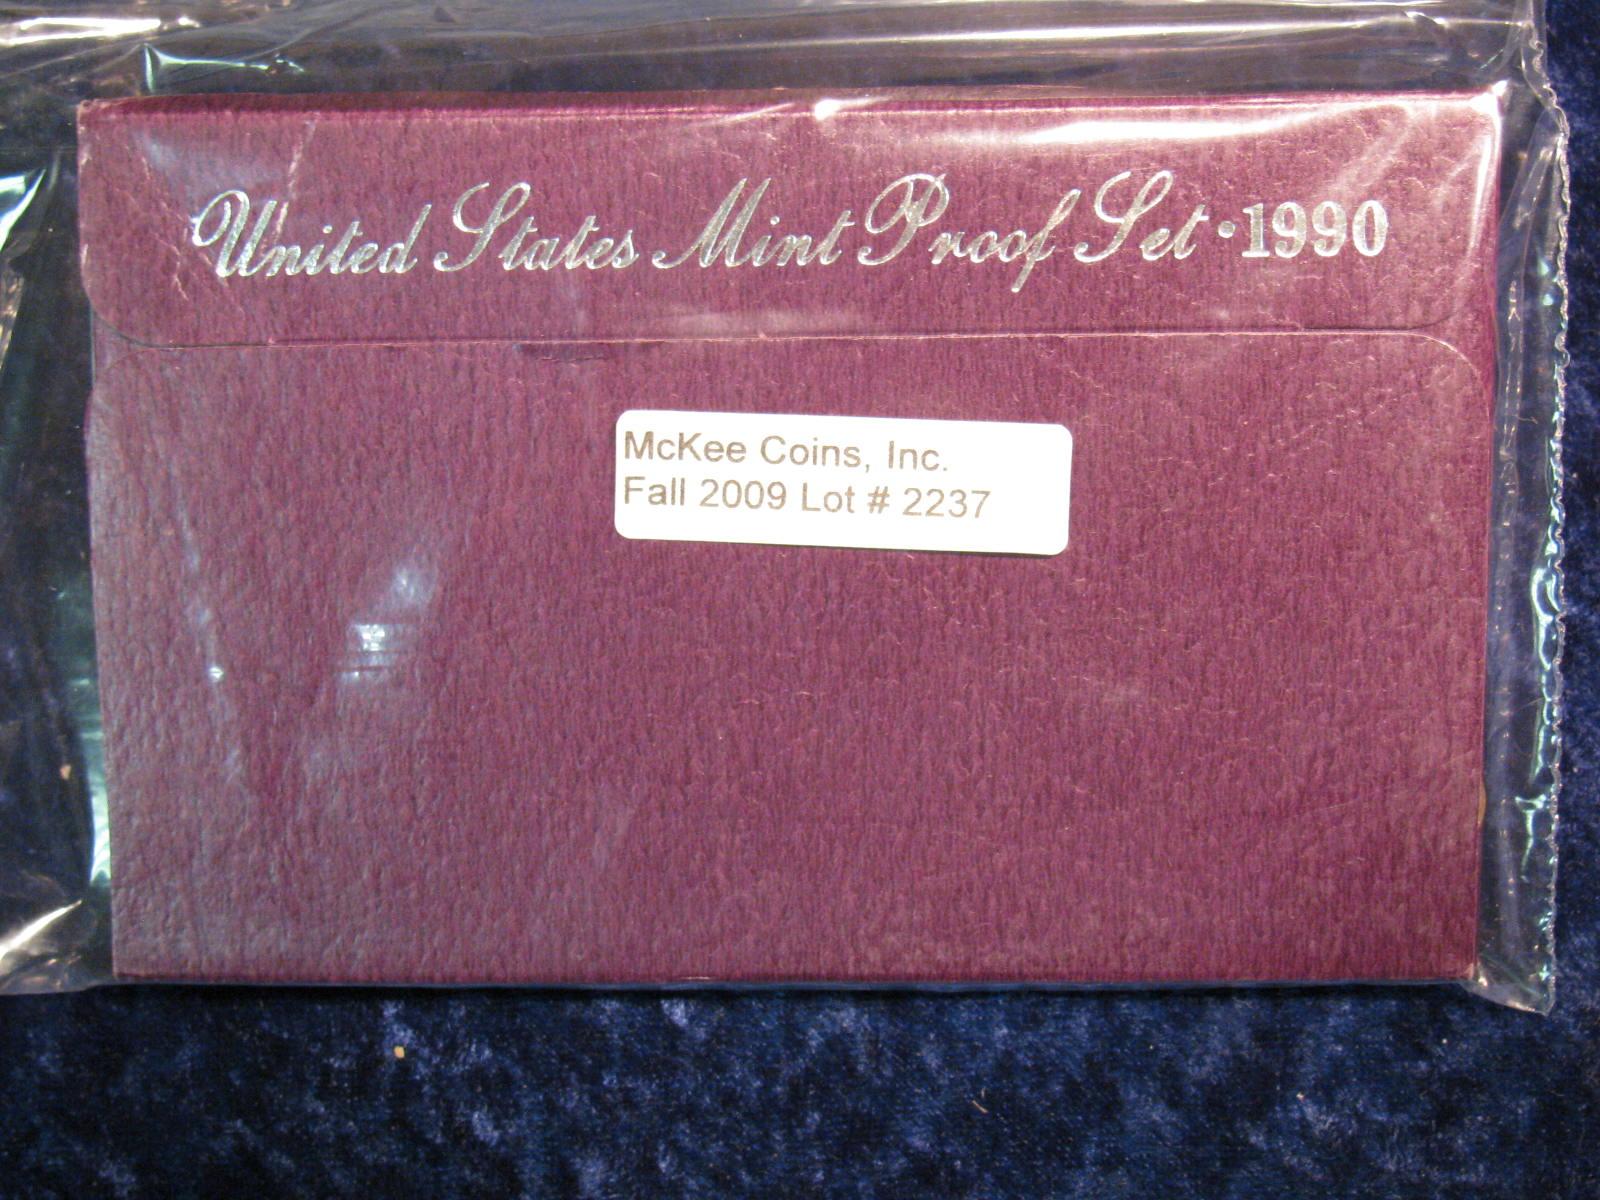 United States Mint Proof Set · 1990
McKee Coins, Inc.
Fall 2009 Lot # 2237